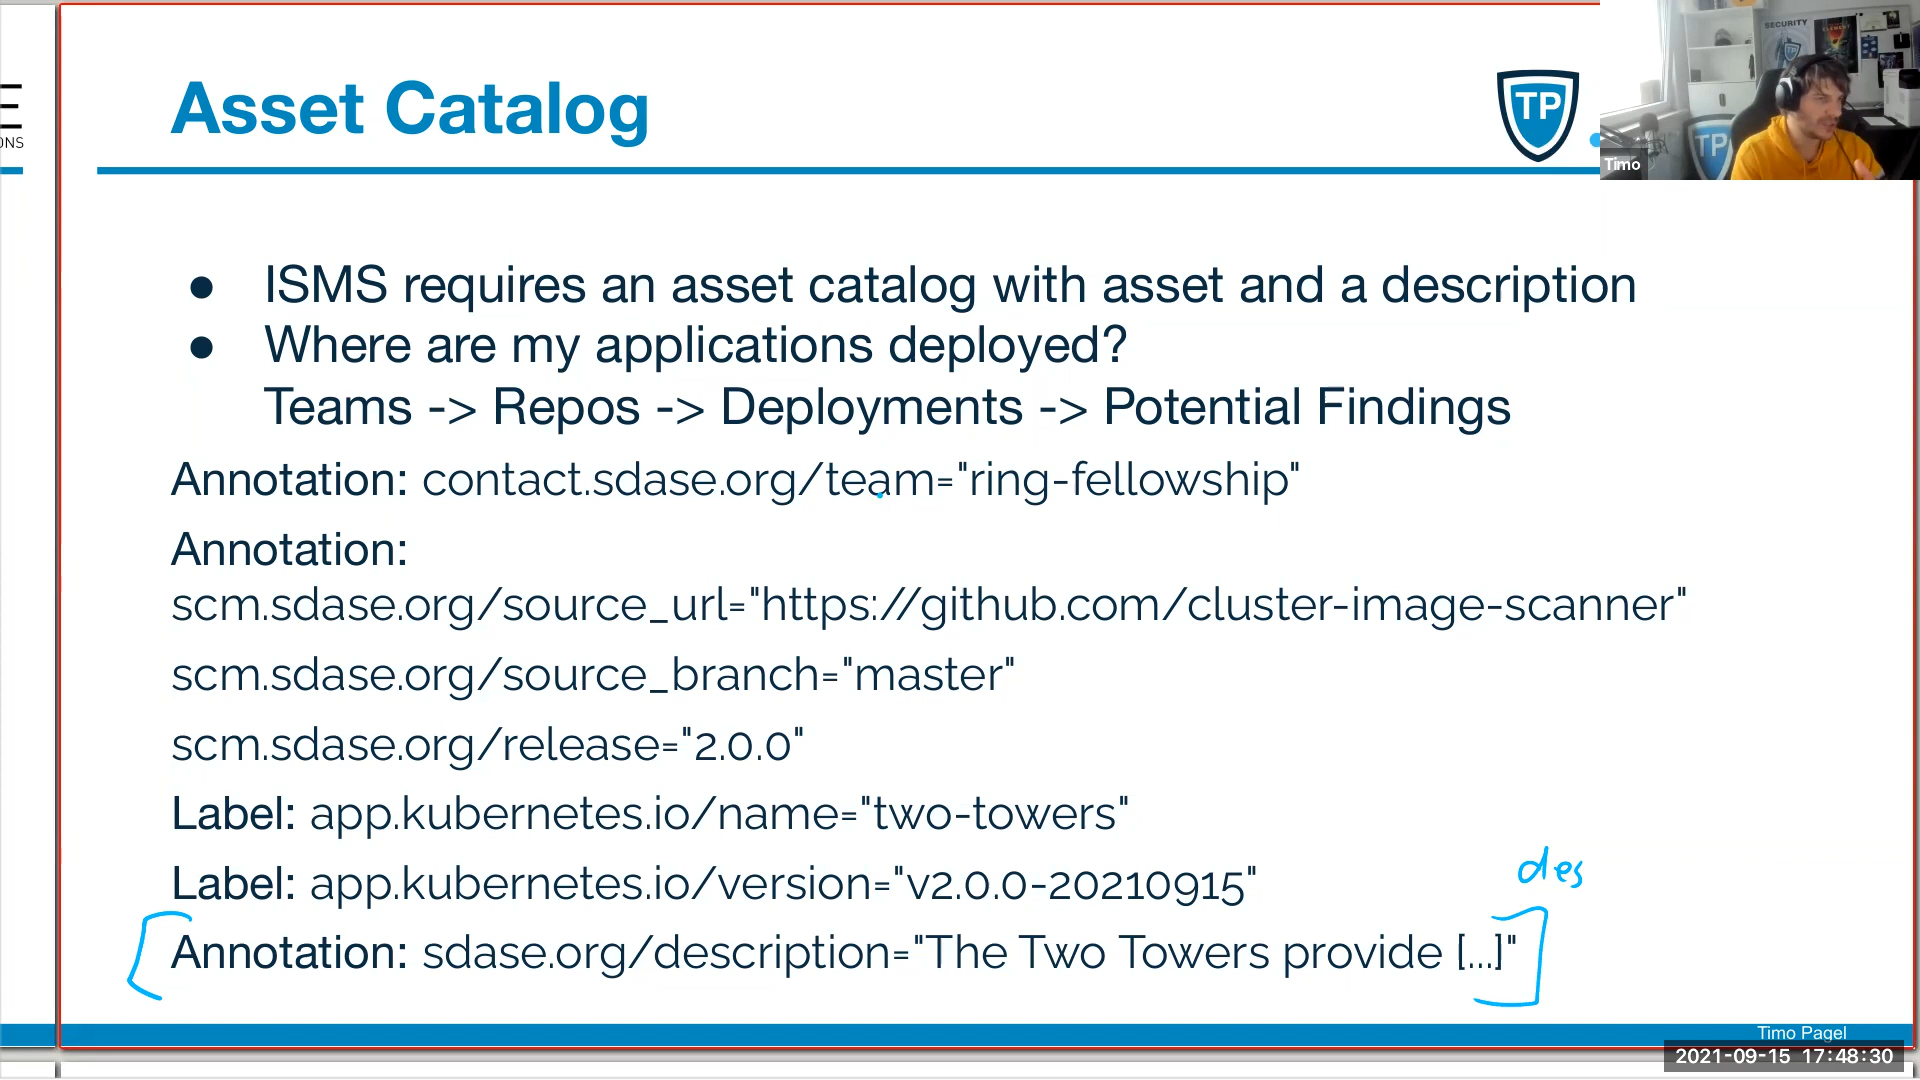 E
ONS
Asset Catalog
TP
SECURITY
TP
Timo
● ISMS requires an asset catalog with asset and a description
● Where are my applications deployed?
Teams -> Repos -> Deployments -> Potential Findings
Annotation: contact.sdase.org/team="ring-fellowship"
Annotation:
scm.sdase.org/source_url="https://github.com/cluster-image-scanner"
scm.sdase.org/source_branch="master"
scm.sdase.org/release="2.0.0"
Label: app.kubernetes.io/name="two-towers"
Label: app.kubernetes.io/version="v2.0.0-20210915"
des
Annotation: sdase.org/description="The Two Towers provide [...]"
Timo Pagel
2021-09-15 17:48:30